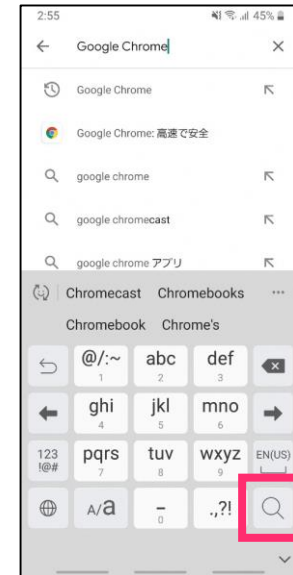 2:55 45%
Google Chrome
Google Chrome
Google Chrome: 高速で安全
google chrome
google chromecast
google chrome アプリ
Chromecast Chromebooks ...
Chromebook Chrome's
@/:~ abc def
1 2 3
ghi jkl mno
4 5 6
123 pqrs tuv wxyz EN(US)
!@# 7 8 9
A/a - .,?!
0